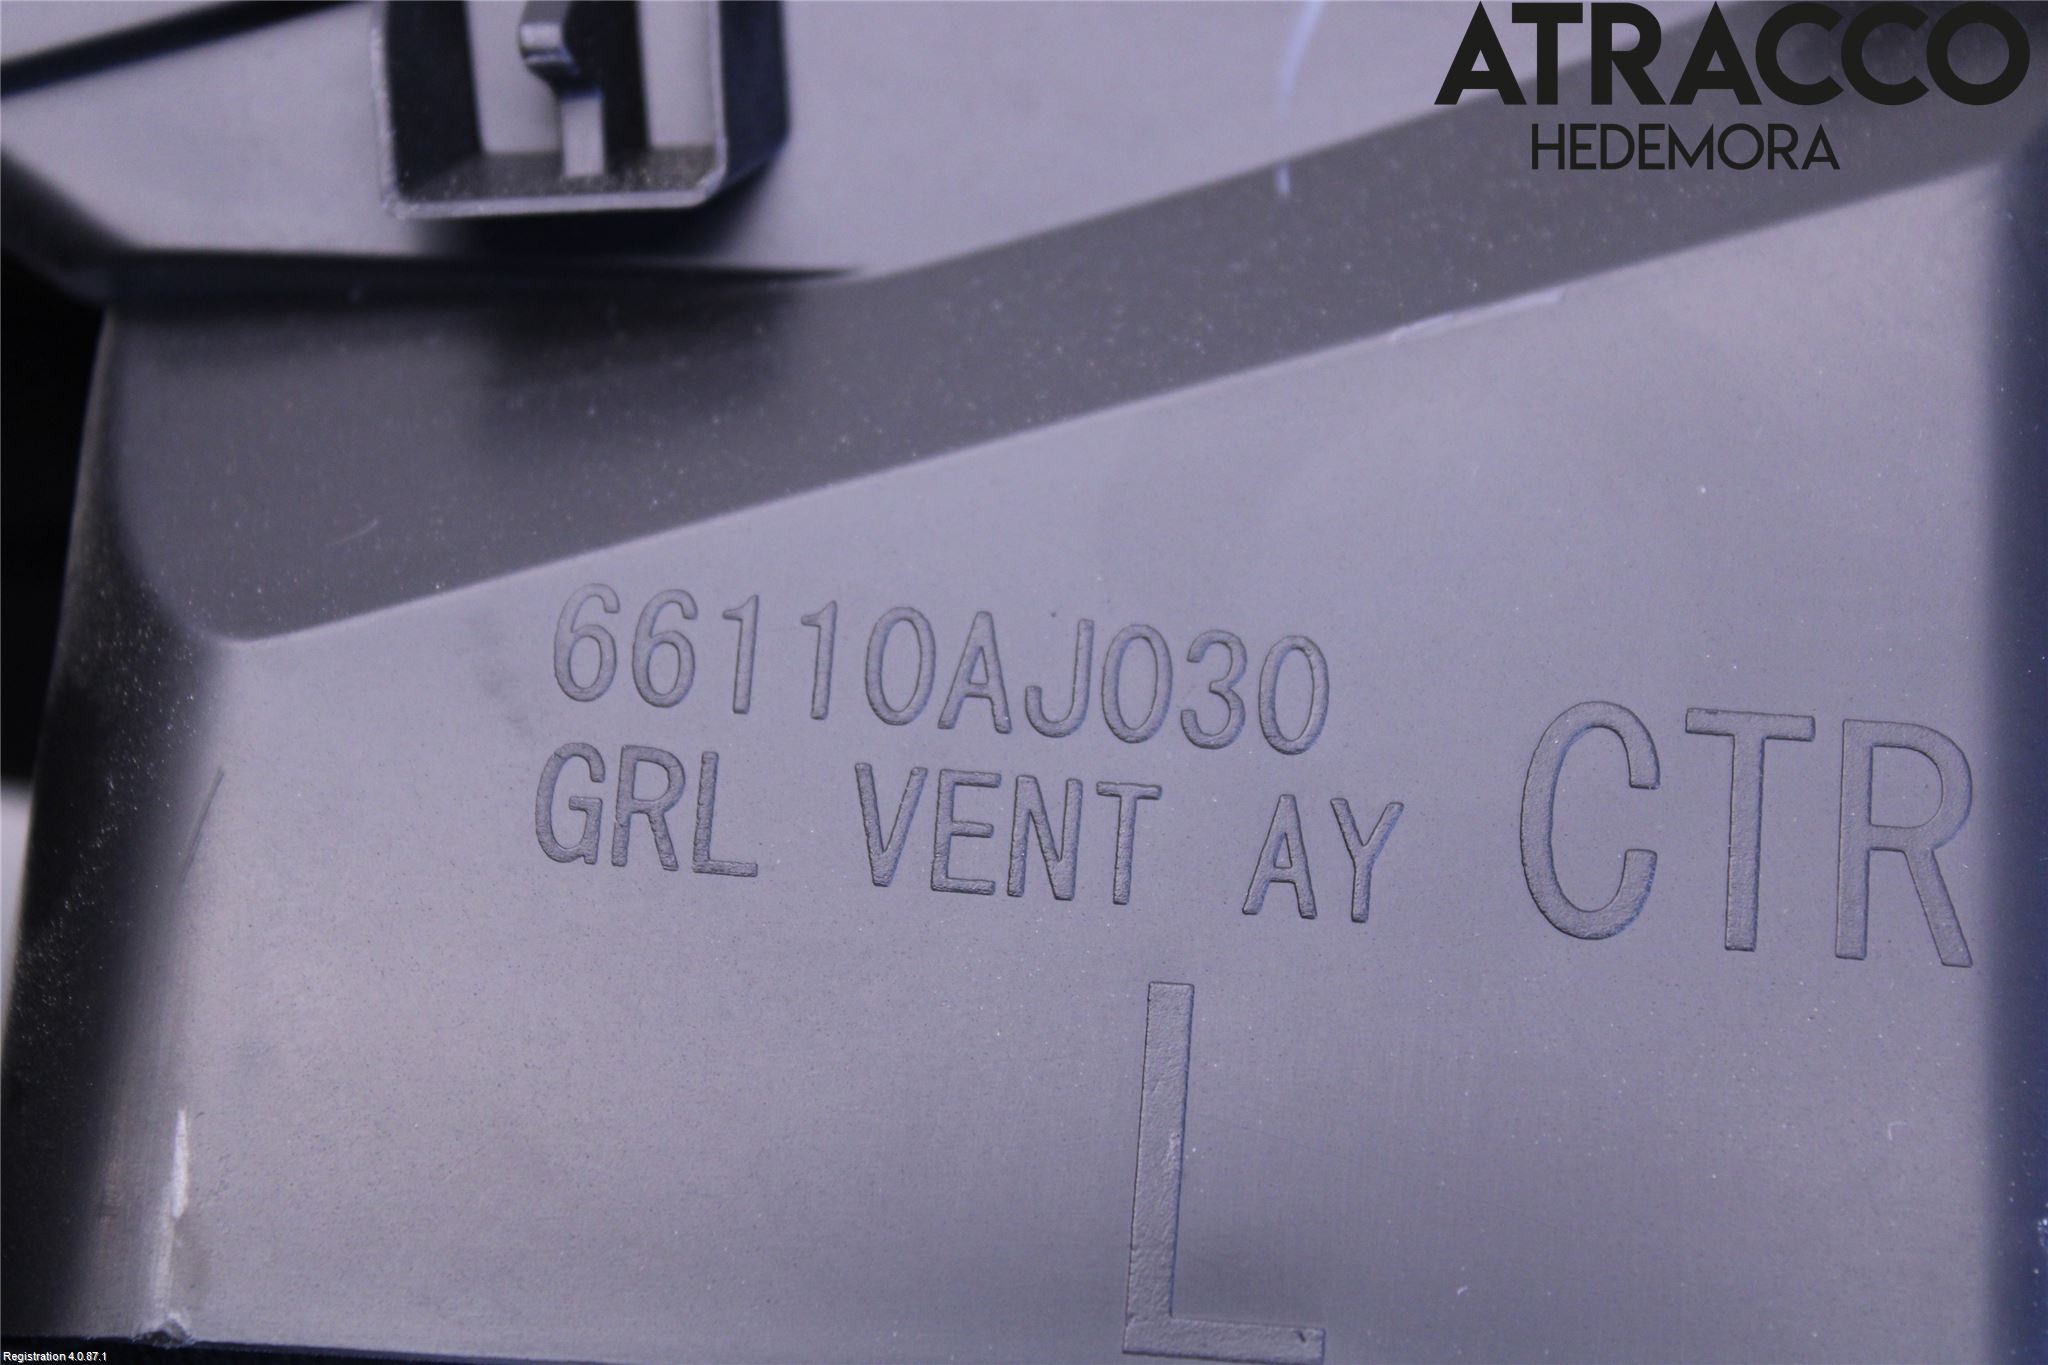 ATRACCO
HEDEMORA
66110AJ030
GRL VENT AY
CTR
L
Registration 4.0.87.1